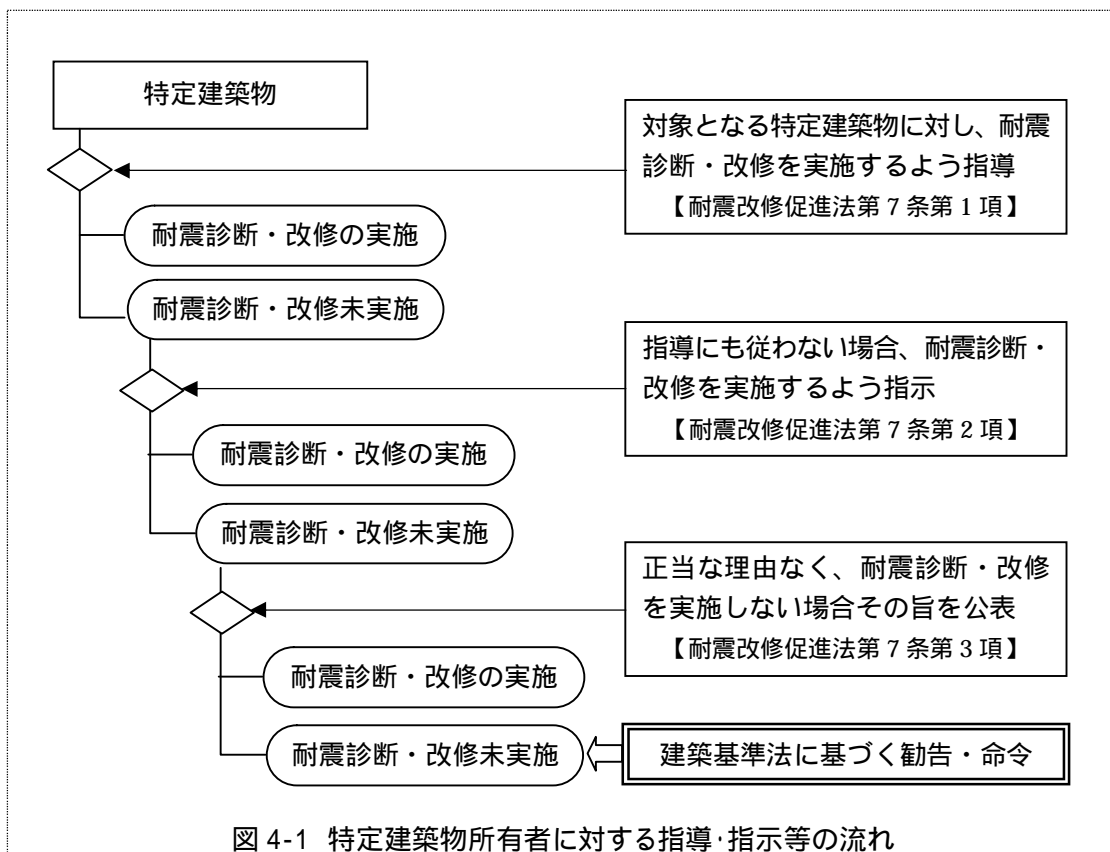 特定建築物
対象となる特定建築物に対し、耐震
診断・改修を実施するよう指導
【耐震改修促進法第7条第1項】
耐震診断・改修の実施
耐震診断・改修未実施
指導にも従わない場合、耐震診断・
改修を実施するよう指示
【耐震改修促進法第7条第2項】
耐震診断・改修の実施
耐震診断・改修未実施
正当な理由なく、耐震診断・改修
を実施しない場合その旨を公表
【耐震改修促進法第7条第3項】
耐震診断・改修の実施
耐震診断・改修未実施
建築基準法に基づく勧告・命令
図 4-1 特定建築物所有者に対する指導･指示等の流れ